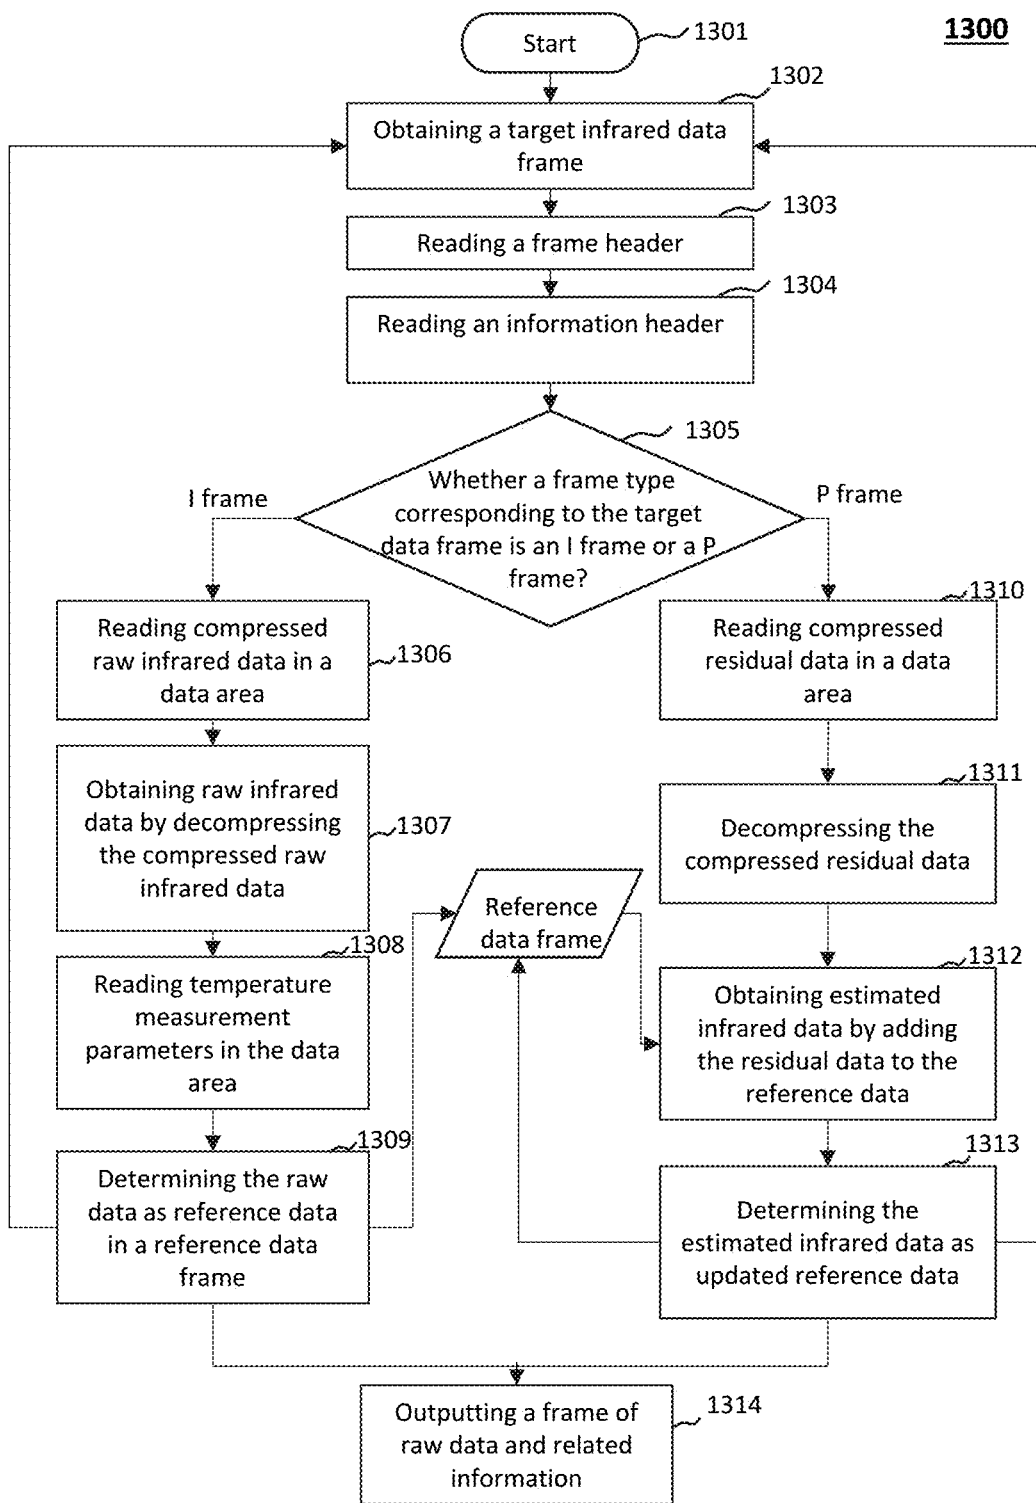 1300
Start
1301
1302
Obtaining a target infrared data
frame
1303
Reading a frame header
1304
Reading an information header
1305
Whether a frame type
corresponding to the target
data frame is an I frame or a P
frame?
I frame
P frame
Reading compressed
raw infrared data in a
data area
1306
Obtaining raw infrared
data by decompressing
the compressed raw
infrared data
1307
1308
Reading temperature
measurement
parameters in the data
area
1309
Determining the raw
data as reference data
in a reference data
frame
Reference
data frame
1310
Reading compressed
residual data in a data
area
1311
Decompressing the
compressed residual data
1312
Obtaining estimated
infrared data by adding
the residual data to the
reference data
1313
Determining the
estimated infrared data as
updated reference data
1314
Outputting a frame of
raw data and related
information